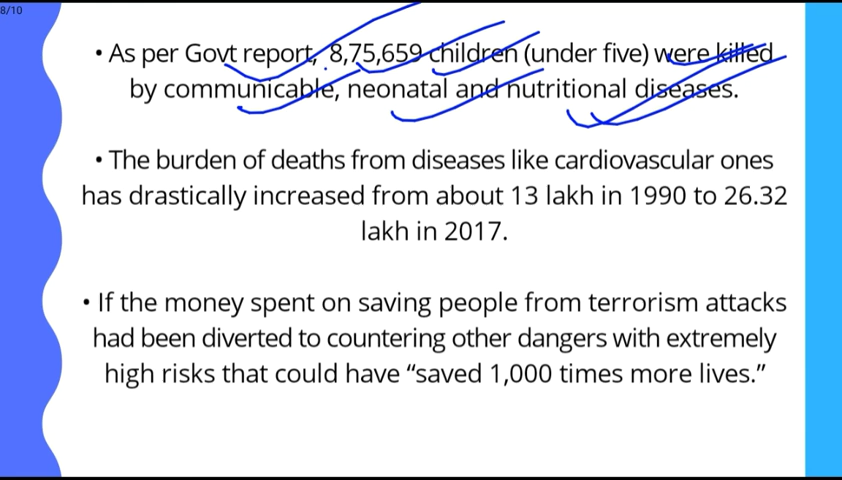 8/10
• As per Govt report, 8,75,659 children (under five) were killed
by communicable, neonatal and nutritional diseases.
• The burden of deaths from diseases like cardiovascular ones
has drastically increased from about 13 lakh in 1990 to 26.32
lakh in 2017.
• If the money spent on saving people from terrorism attacks
had been diverted to countering other dangers with extremely
high risks that could have “saved 1,000 times more lives.”